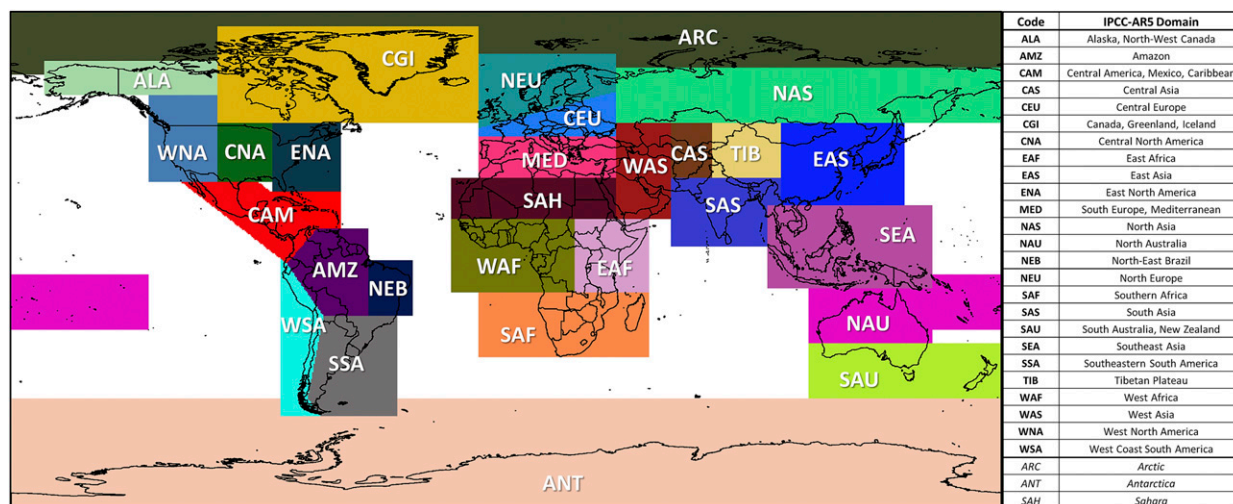 ARC
CGI
ALA
NEU
NAS
CEU
WNA
CNA
ENA
MED
WAS
CAS
TIB
EAS
SAH
SAS
CAM
SEA
AMZ
WAF
EAF
NEB
WSA
SAF
NAU
SSA
SAU
ANT
Code IPCC-AR5 Domain
ALA Alaska, North-West Canada
AMZ Amazon
CAM Central America, Mexico, Caribbean
CAS Central Asia
CEU Central Europe
CGI Canada, Greenland, Iceland
CNA Central North America
EAF East Africa
EAS East Asia
ENA East North America
MED South Europe, Mediterranean
NAS North Asia
NAU North Australia
NEB North-East Brazil
NEU North Europe
SAF Southern Africa
SAS South Asia
SAU South Australia, New Zealand
SEA Southeast Asia
SSA Southeastern South America
TIB Tibetan Plateau
WAF West Africa
WAS West Asia
WNA West North America
WSA West Coast South America
ARC Arctic
ANT Antarctica
SAH Sahara